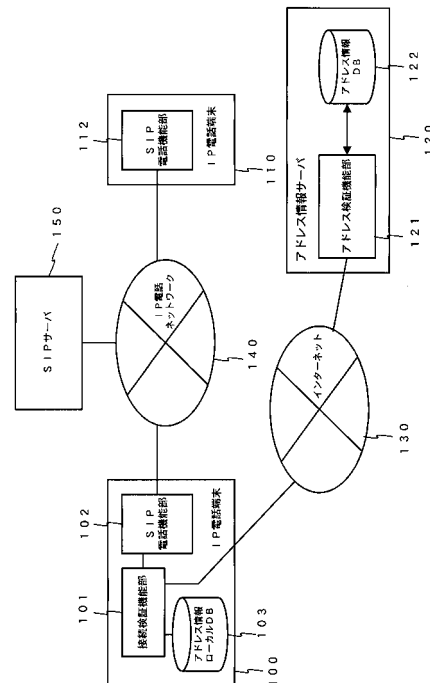 150
SIPサーバ
112
SIP
電話機能部
IP電話端末
110
IP電話
ネットワーク
140
102
SIP
電話機能部
IP電話端末
101
接続検証機能部
アドレス情報
ローカルDB
103
100
インターネット
130
アドレス情報サーバ
アドレス情報
DB
122
アドレス検証機能部
121
120